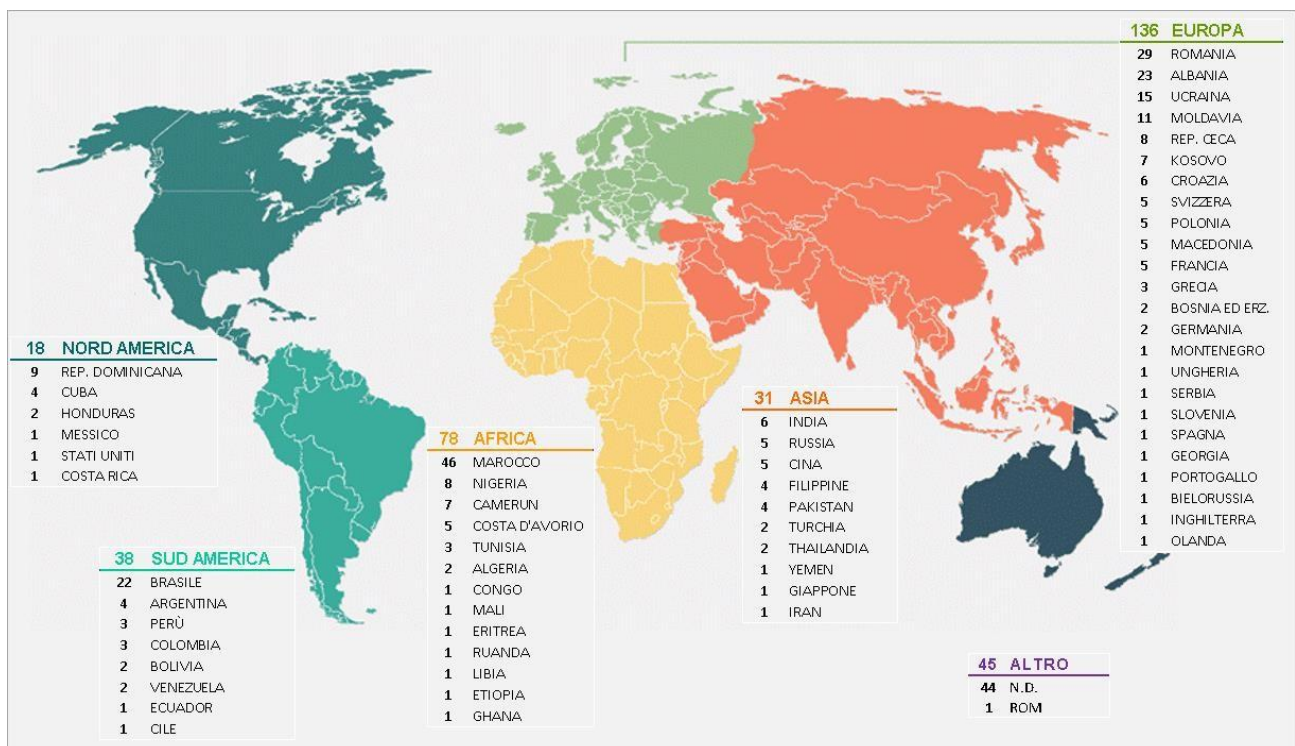 136 EUROPA
29 ROMANIA
23 ALBANIA
15 UCRAINA
11 MOLDAVIA
8 REP. CECA
7 KOSOVO
6 CROAZIA
5 SVIZZERA
5 POLONIA
5 MACEDONIA
5 FRANCIA
3 GRECIA
2 BOSNIA ED ERZ.
2 GERMANIA
1 MONTENEGRO
1 UNGHERIA
1 SERBIA
1 SLOVENIA
1 SPAGNA
1 GEORGIA
1 PORTOGALLO
1 BIELORUSSIA
1 INGHILTERRA
1 OLANDA
18 NORD AMERICA
9 REP. DOMINICANA
4 CUBA
2 HONDURAS
1 MESSICO
1 STATI UNITI
1 COSTA RICA
31 ASIA
6 INDIA
5 RUSSIA
5 CINA
4 FILIPPINE
4 PAKISTAN
2 TURCHIA
2 THAILANDIA
1 YEMEN
1 GIAPPONE
1 IRAN
78 AFRICA
46 MAROCCO
8 NIGERIA
7 CAMERUN
5 COSTA D'AVORIO
3 TUNISIA
2 ALGERIA
1 CONGO
1 MALI
1 ERITREA
1 RUANDA
1 LIBIA
1 ETIOPIA
1 GHANA
38 SUD AMERICA
22 BRASILE
4 ARGENTINA
3 PERÙ
3 COLOMBIA
2 BOLIVIA
2 VENEZUELA
1 ECUADOR
1 CILE
45 ALTRO
44 N.D.
1 ROM